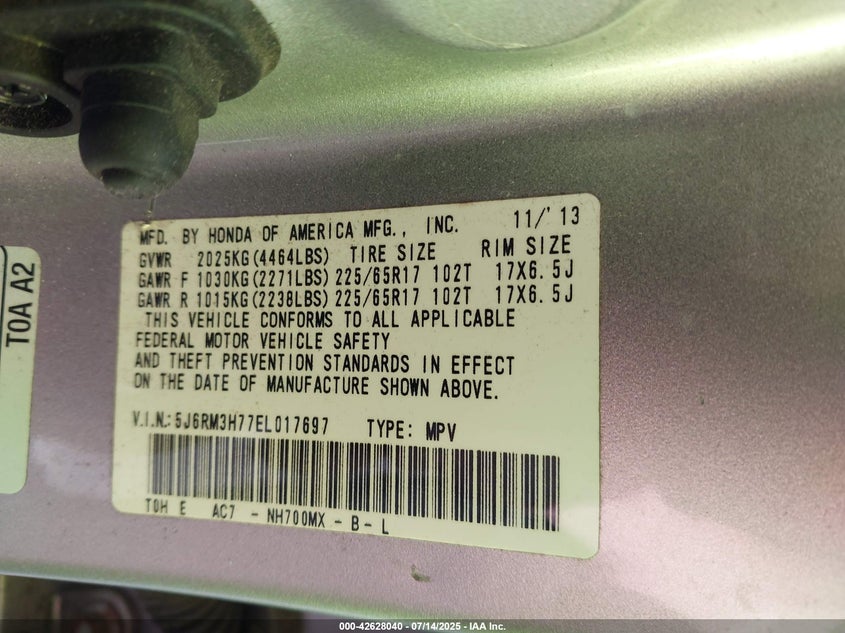 MFD. BY HONDA OF AMERICA MFG., INC. 11/'13
GVWR 2025KG(4464LBS) TIRE SIZE RIM SIZE
GAWR F 1030KG(2271LBS) 225/65R17 102T 17X6.5J
GAWR R 1015KG(2238LBS) 225/65R17 102T 17X6.5J
THIS VEHICLE CONFORMS TO ALL APPLICABLE
FEDERAL MOTOR VEHICLE SAFETY
AND THEFT PREVENTION STANDARDS IN EFFECT
ON THE DATE OF MANUFACTURE SHOWN ABOVE.
V.I.N.: 5J6RM3H77EL017697 TYPE: MPV
T0H E AC7 - NH700MX - B - L
T0A A2
000-42628040 - 07/14/2025 - IAA Inc.